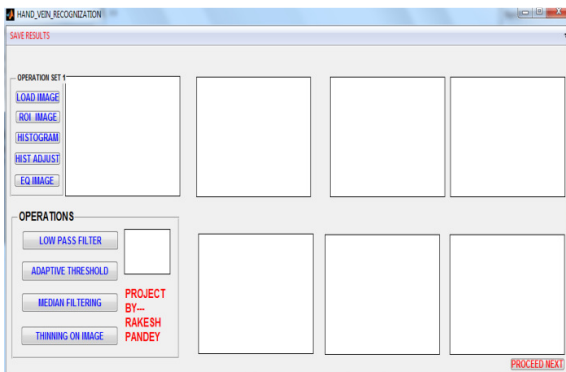 HAND_VEIN_RECOGNIZATION
SAVE RESULTS
OPERATION SET 1
LOAD IMAGE
ROI IMAGE
HISTOGRAM
HIST ADJUST
EQ IMAGE
OPERATIONS
LOW PASS FILTER
ADAPTIVE THRESHOLD
MEDIAN FILTERING
THINNING ON IMAGE
PROJECT
BY---
RAKESH
PANDEY
PROCEED NEXT